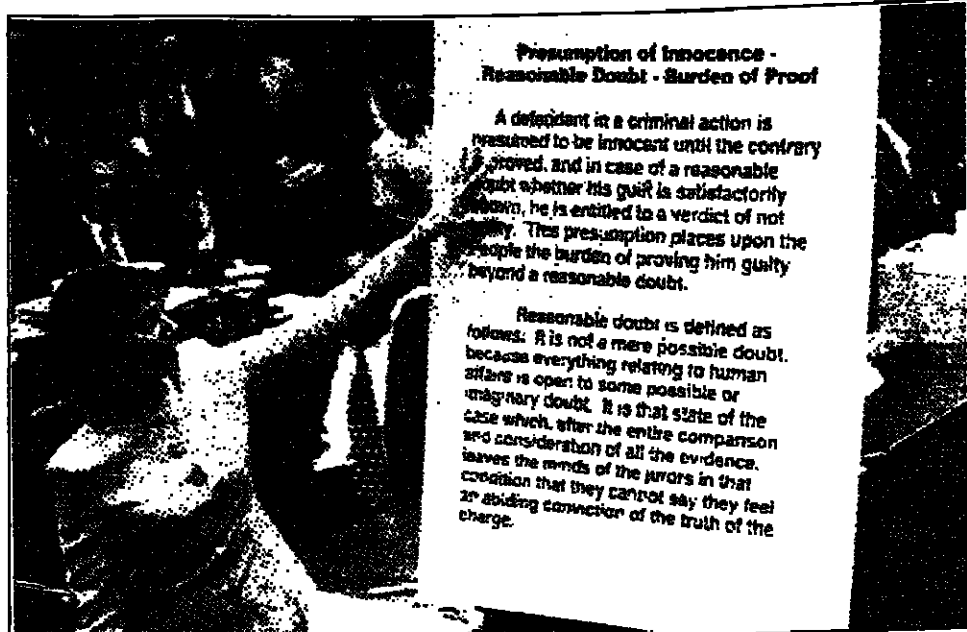 Presumption of Innocence -
Reasonable Doubt - Burden of Proof
A defendant in a criminal action is
presumed to be innocent until the contrary
proved, and in case of a reasonable
doubt whether his guilt is satisfactorily
shown, he is entitled to a verdict of not
guilty. This presumption places upon the
People the burden of proving him guilty
beyond a reasonable doubt.
Reasonable doubt is defined as
follows: It is not a mere possible doubt,
because everything relating to human
affairs is open to some possible or
imaginary doubt. It is that state of the
case which, after the entire comparison
and consideration of all the evidence,
leaves the minds of the jurors in that
condition that they cannot say they feel
an abiding conviction of the truth of the
charge.